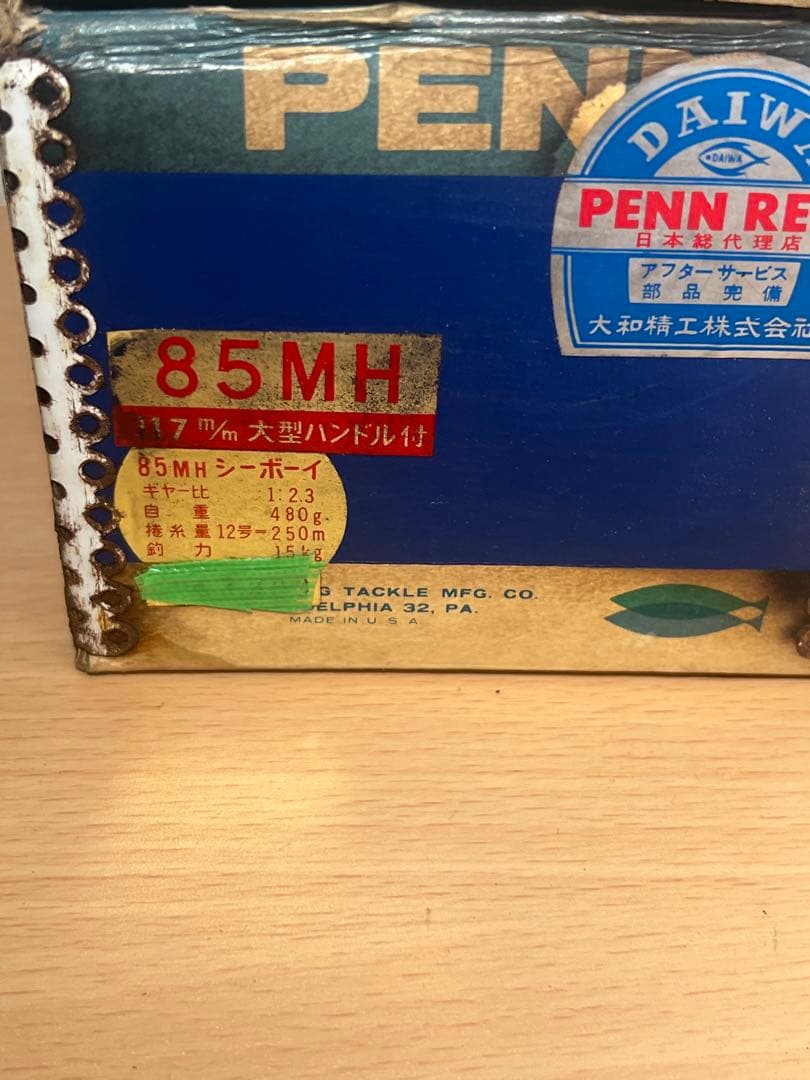 PENN
DAIWA
DAIWA
PENN RE
日本総代理店
アフターサービス
部品完備
大和精工株式会社
85MH
117 m/m 大型ハンドル付
85MH シーボーイ
ギヤー比 1:2.3
自重 480g
捲糸量 12号-250m
釣力 15kg
G TACKLE MFG. CO.
DELPHIA 32, PA.
MADE IN U S A